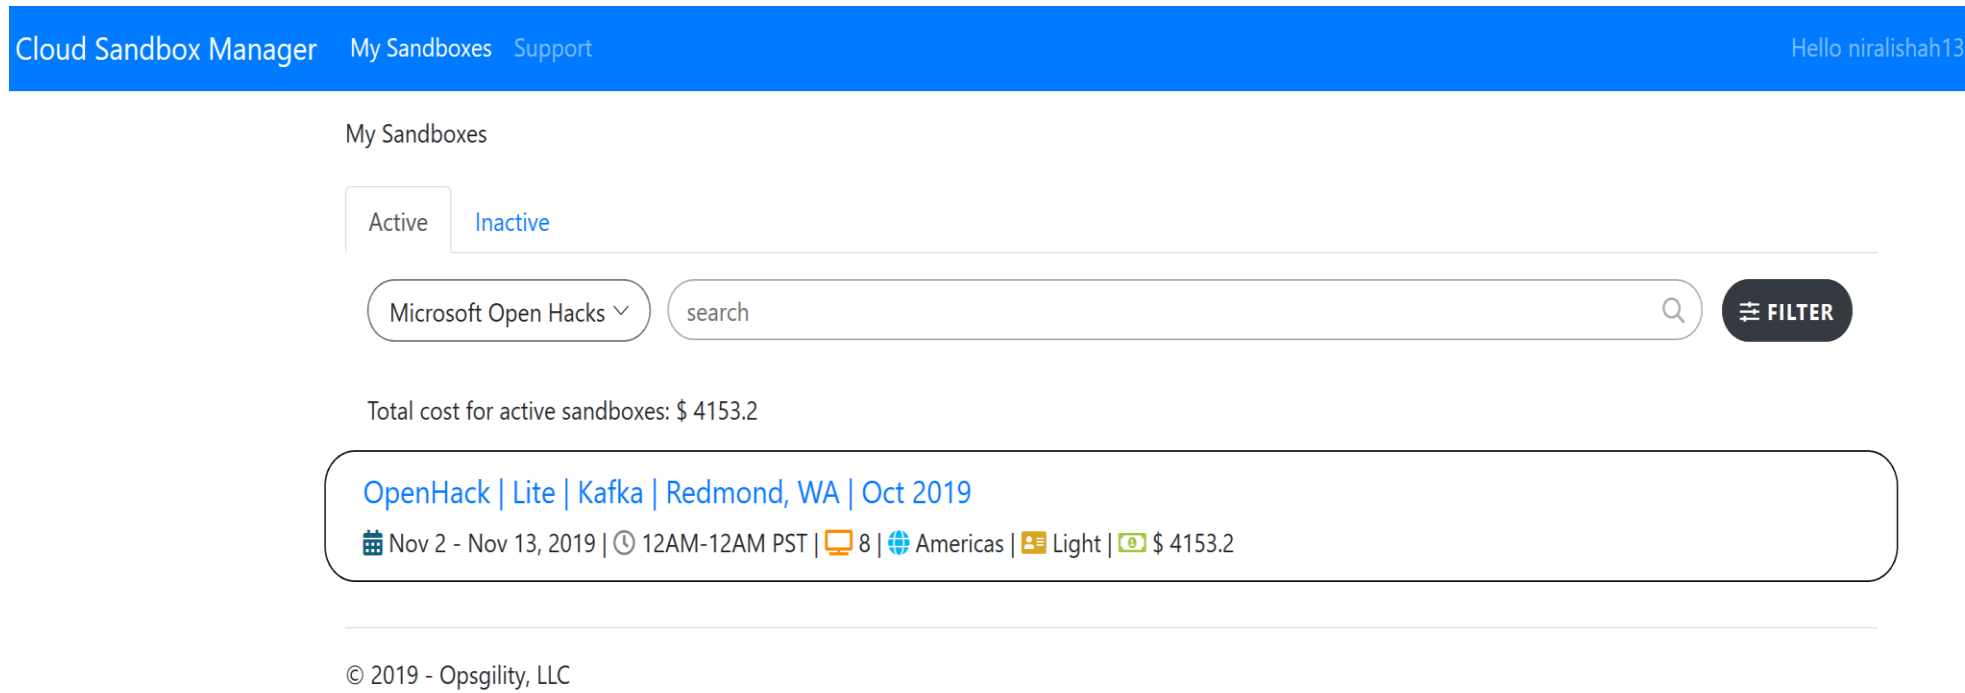 Cloud Sandbox Manager My Sandboxes Support Hello niralishah13
My Sandboxes
Active Inactive
Microsoft Open Hacks search FILTER
Total cost for active sandboxes: $ 4153.2
OpenHack | Lite | Kafka | Redmond, WA | Oct 2019
Nov 2 - Nov 13, 2019 | 12AM-12AM PST | 8 | Americas | Light | $ 4153.2
© 2019 - Opsgility, LLC